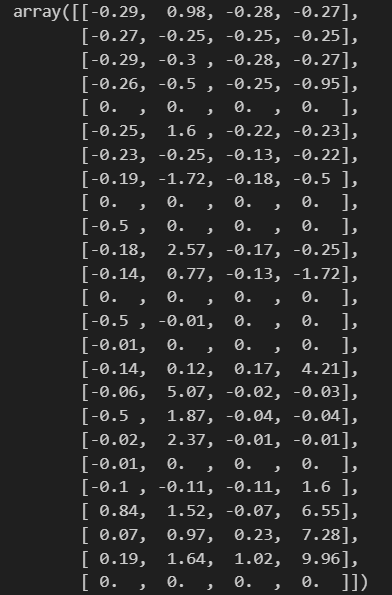 array([[-0.29,  0.98, -0.28, -0.27],
       [-0.27, -0.25, -0.25, -0.25],
       [-0.29, -0.3 , -0.28, -0.27],
       [-0.26, -0.5 , -0.25, -0.95],
       [ 0.  ,  0.  ,  0.  ,  0.  ],
       [-0.25,  1.6 , -0.22, -0.23],
       [-0.23, -0.25, -0.13, -0.22],
       [-0.19, -1.72, -0.18, -0.5 ],
       [ 0.  ,  0.  ,  0.  ,  0.  ],
       [-0.5 ,  0.  ,  0.  ,  0.  ],
       [-0.18,  2.57, -0.17, -0.25],
       [-0.14,  0.77, -0.13, -1.72],
       [ 0.  ,  0.  ,  0.  ,  0.  ],
       [-0.5 , -0.01,  0.  ,  0.  ],
       [-0.01,  0.  ,  0.  ,  0.  ],
       [-0.14,  0.12,  0.17,  4.21],
       [-0.06,  5.07, -0.02, -0.03],
       [-0.5 ,  1.87, -0.04, -0.04],
       [-0.02,  2.37, -0.01, -0.01],
       [-0.01,  0.  ,  0.  ,  0.  ],
       [-0.1 , -0.11, -0.11,  1.6 ],
       [ 0.84,  1.52, -0.07,  6.55],
       [ 0.07,  0.97,  0.23,  7.28],
       [ 0.19,  1.64,  1.02,  9.96],
       [ 0.  ,  0.  ,  0.  ,  0.  ]])